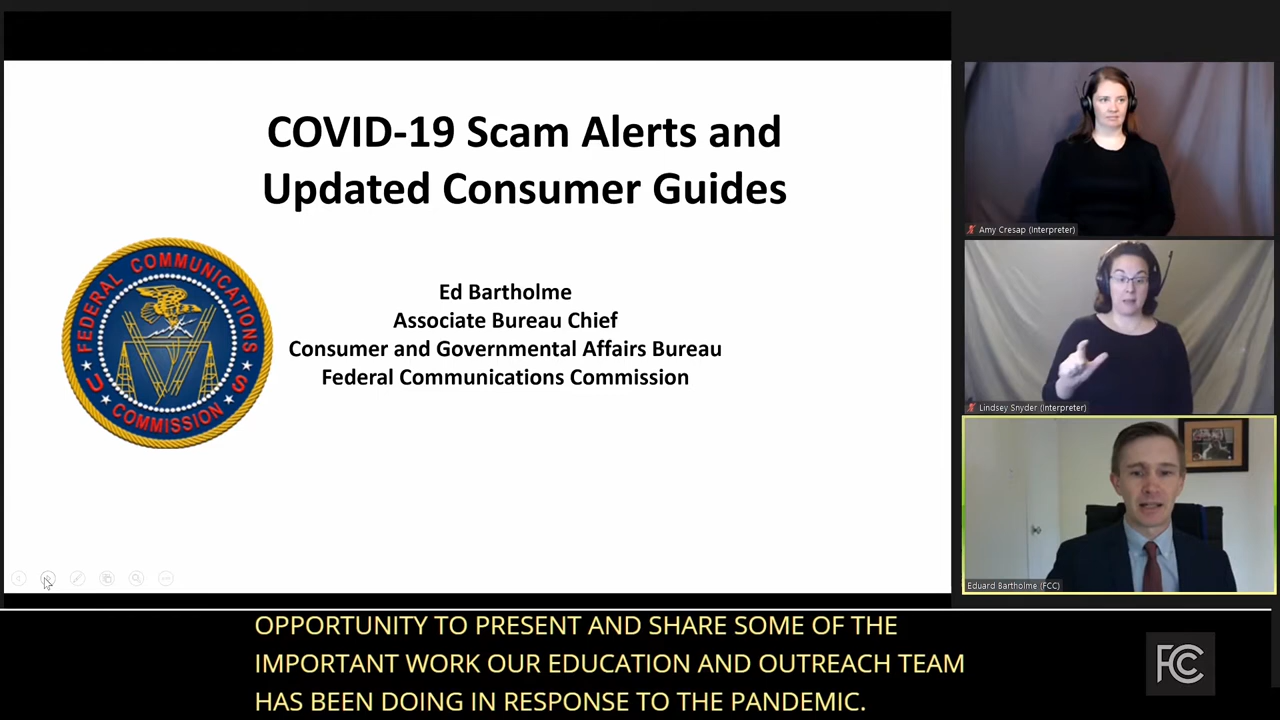 COVID-19 Scam Alerts and
Updated Consumer Guides
FEDERAL COMMUNICATIONS
COMMISSION
U S
Ed Bartholme
Associate Bureau Chief
Consumer and Governmental Affairs Bureau
Federal Communications Commission
Amy Cresap (Interpreter)
Lindsey Snyder (Interpreter)
Eduard Bartholme (FCC)
OPPORTUNITY TO PRESENT AND SHARE SOME OF THE
IMPORTANT WORK OUR EDUCATION AND OUTREACH TEAM
HAS BEEN DOING IN RESPONSE TO THE PANDEMIC.
FCC